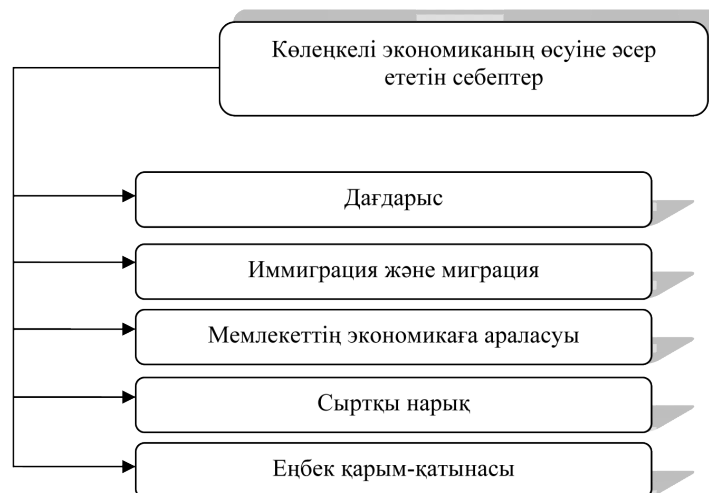 Көлеңкелі экономиканың өсуіне әсер
ететін себептер
Дағдарыс
Иммиграция және миграция
Мемлекеттің экономикаға араласуы
Сыртқы нарық
Еңбек қарым-қатынасы